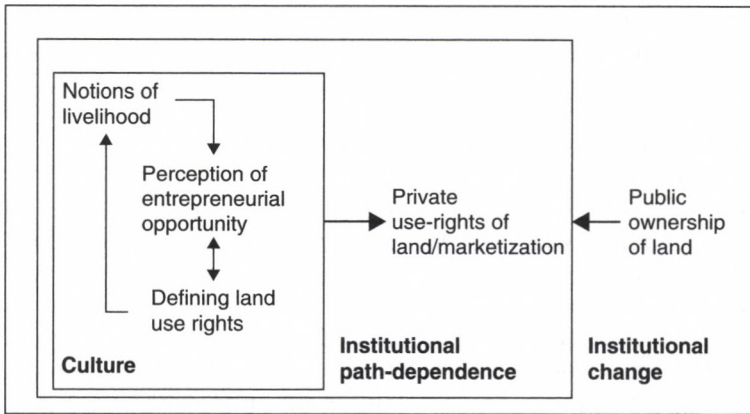 Notions of
livelihood
Perception of
entrepreneurial
opportunity
Defining land
use rights
Culture
Private
use-rights of
land/marketization
Institutional
path-dependence
Public
ownership
of land
Institutional
change